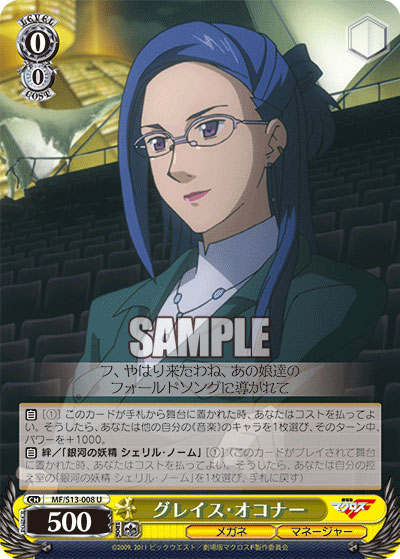 LEVEL
0
0
COST
SAMPLE
フ、やはり来たわね、あの娘達の
フォールドソングに導かれて
自 [①] このカードが手札から舞台に置かれた時、あなたはコストを払ってよ
い。そうしたら、あなたは他の自分の《音楽》のキャラを1枚選び、そのターン中、
パワーを+1000。
自 絆/「銀河の妖精 シェリル・ノーム」 [①] (このカードがプレイされて舞台
に置かれた時、あなたはコストを払ってよい。そうしたら、あなたは自分の控え
室の「銀河の妖精 シェリル・ノーム」を1枚選び、手札に戻す)
CH MF/S13-008 U
500
グレイス・オコナー
劇場版
マクロスF
メガネ
マネージャー
©2009, 2011 ビックウエスト/劇場版マクロスF製作委員会